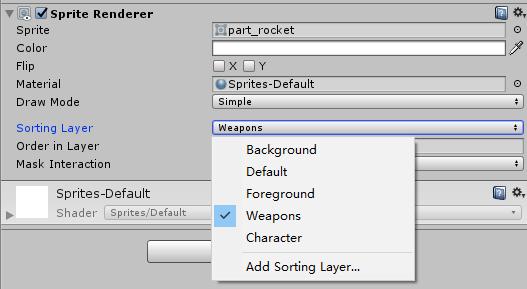 Sprite Renderer
Sprite part_rocket
Color
Flip X Y
Material Sprites-Default
Draw Mode Simple
Sorting Layer Weapons
Order in Layer
Mask Interaction
Background
Default
Foreground
Weapons
Character
Add Sorting Layer...
Sprites-Default
Shader Sprites/Default